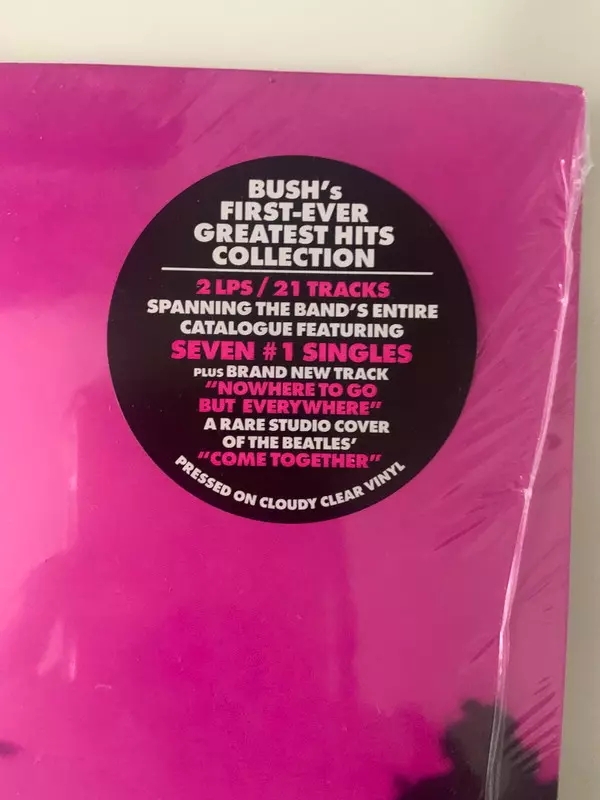 BUSH's
FIRST-EVER
GREATEST HITS
COLLECTION
2 LPS / 21 TRACKS
SPANNING THE BAND'S ENTIRE
CATALOGUE FEATURING
SEVEN #1 SINGLES
PLUS BRAND NEW TRACK
"NOWHERE TO GO
BUT EVERYWHERE"
A RARE STUDIO COVER
OF THE BEATLES'
"COME TOGETHER"
PRESSED ON CLOUDY CLEAR VINYL